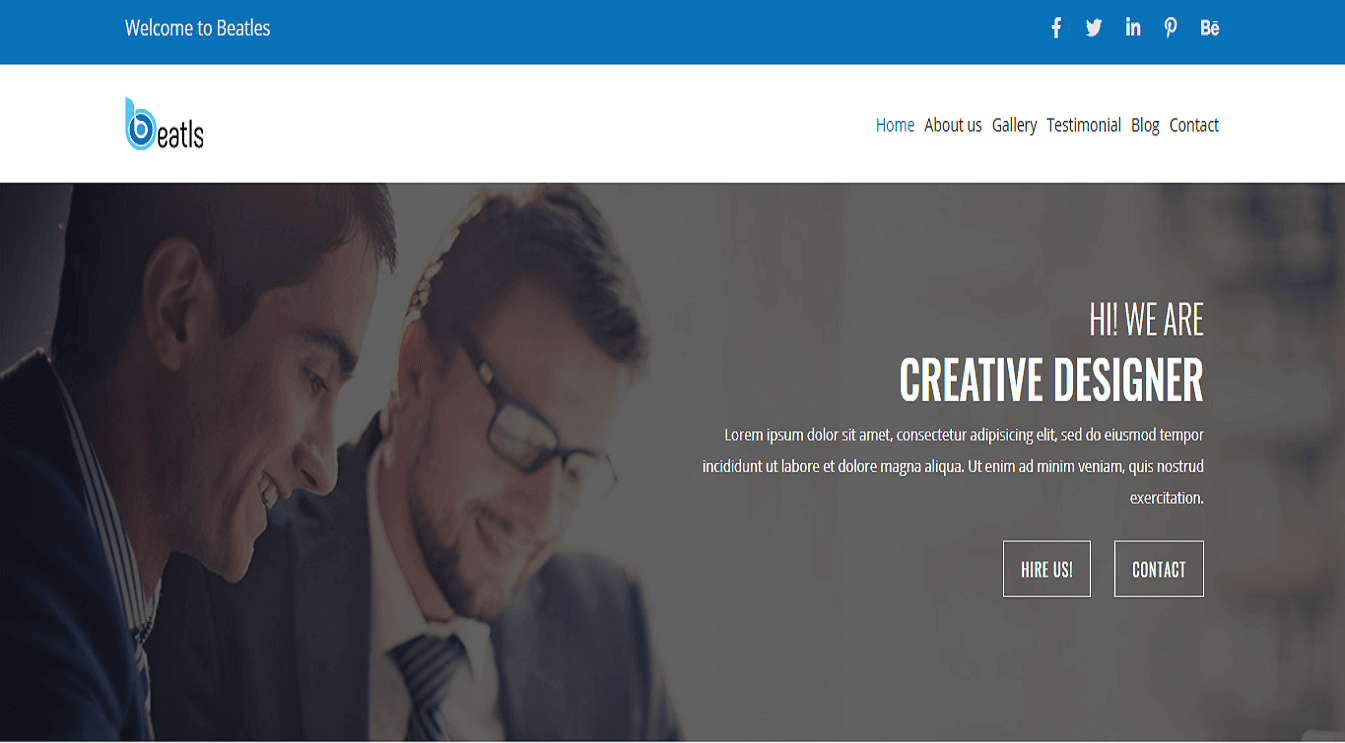 Welcome to Beatles
Bē
beatls
Home About us Gallery Testimonial Blog Contact
HI! WE ARE
CREATIVE DESIGNER
Lorem ipsum dolor sit amet, consectetur adipisicing elit, sed do eiusmod tempor
incididunt ut labore et dolore magna aliqua. Ut enim ad minim veniam, quis nostrud
exercitation.
HIRE US! CONTACT